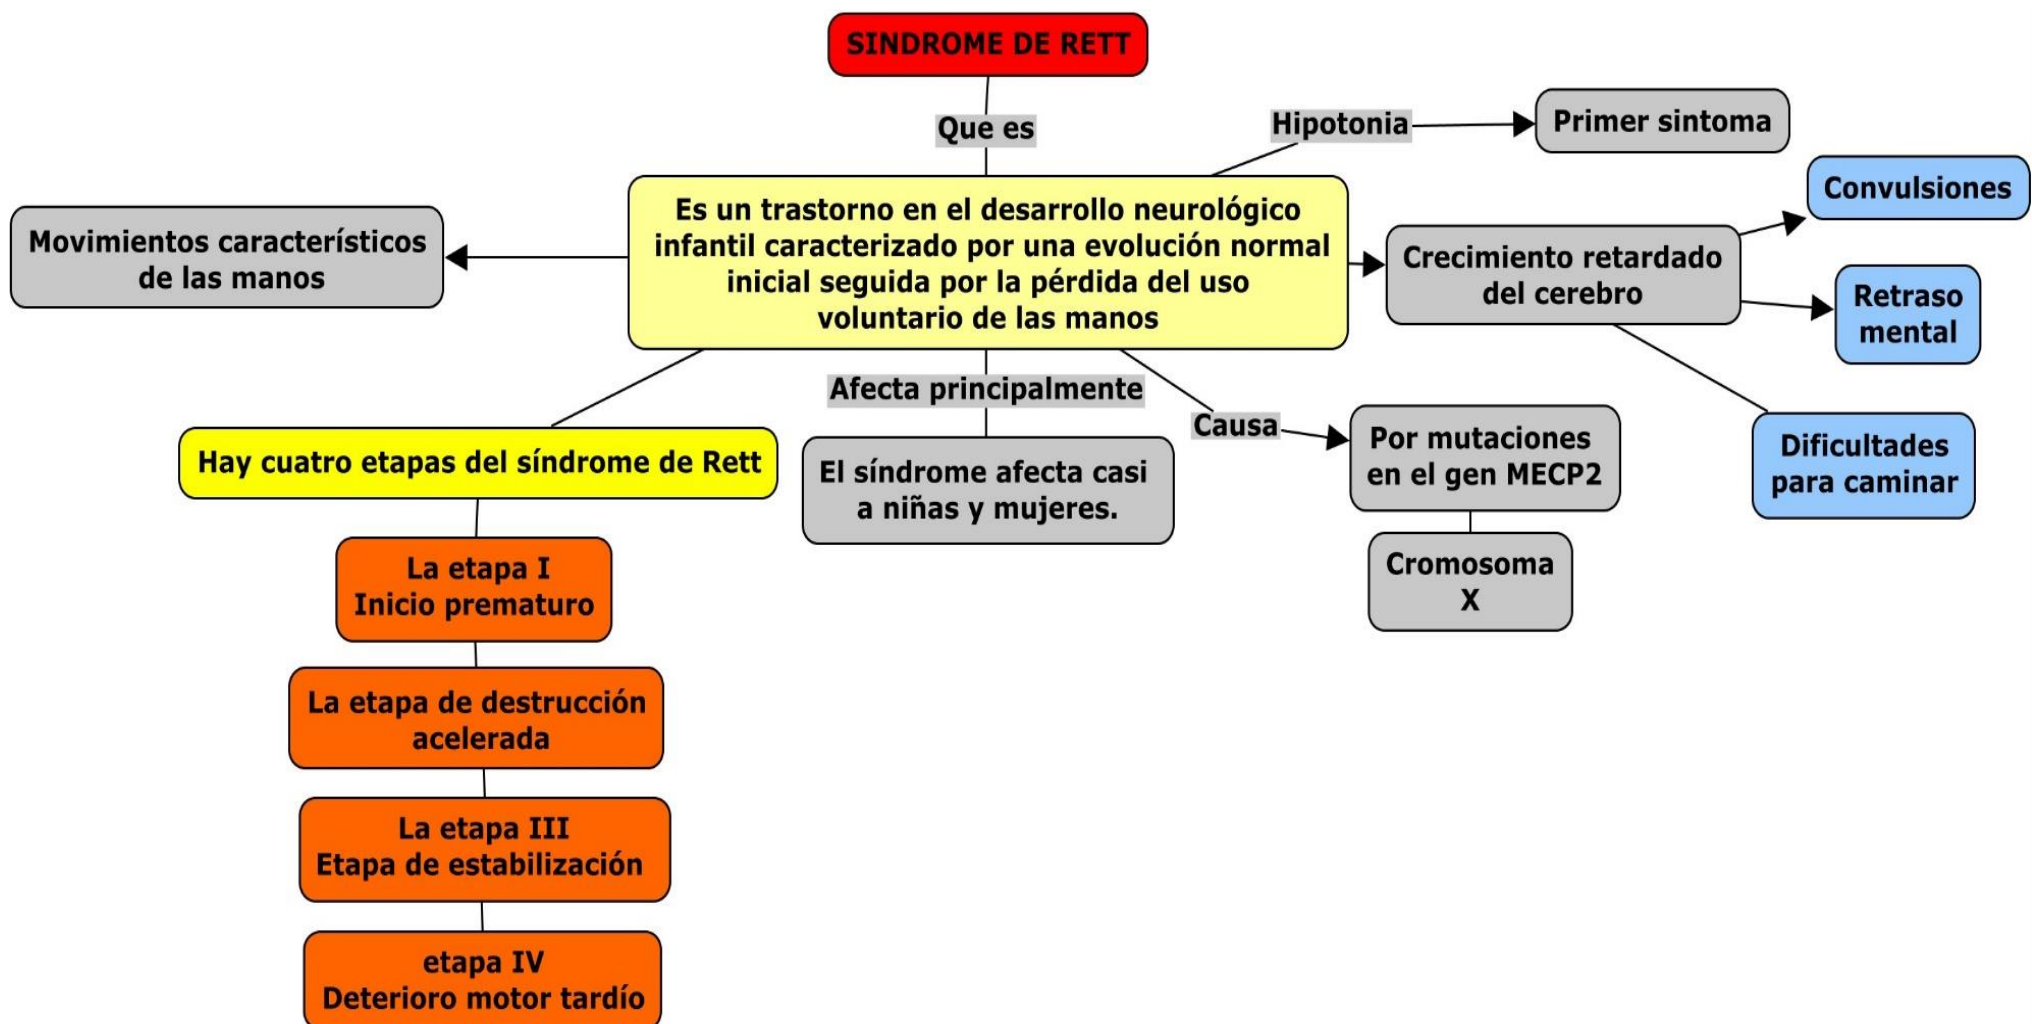 SINDROME DE RETT
Que es
Hipotonia
Primer sintoma
Convulsiones
Es un trastorno en el desarrollo neurológico
infantil caracterizado por una evolución normal
inicial seguida por la pérdida del uso
voluntario de las manos
Movimientos característicos
de las manos
Crecimiento retardado
del cerebro
Retraso
mental
Dificultades
para caminar
Afecta principalmente
Causa
Hay cuatro etapas del síndrome de Rett
El síndrome afecta casi
a niñas y mujeres.
Por mutaciones
en el gen MECP2
Cromosoma
X
La etapa I
Inicio prematuro
La etapa de destrucción
acelerada
La etapa III
Etapa de estabilización
etapa IV
Deterioro motor tardío